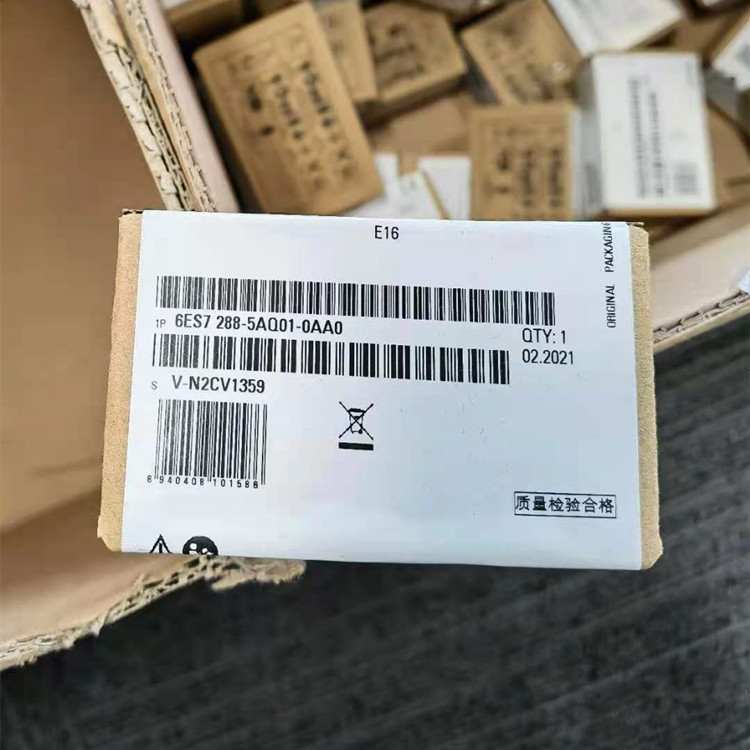 E16
ORIGINAL PACKAGING
1P 6ES7 288-5AQ01-0AA0
QTY: 1
02.2021
S V-N2CV1359
6 940408 101586
质量检验合格